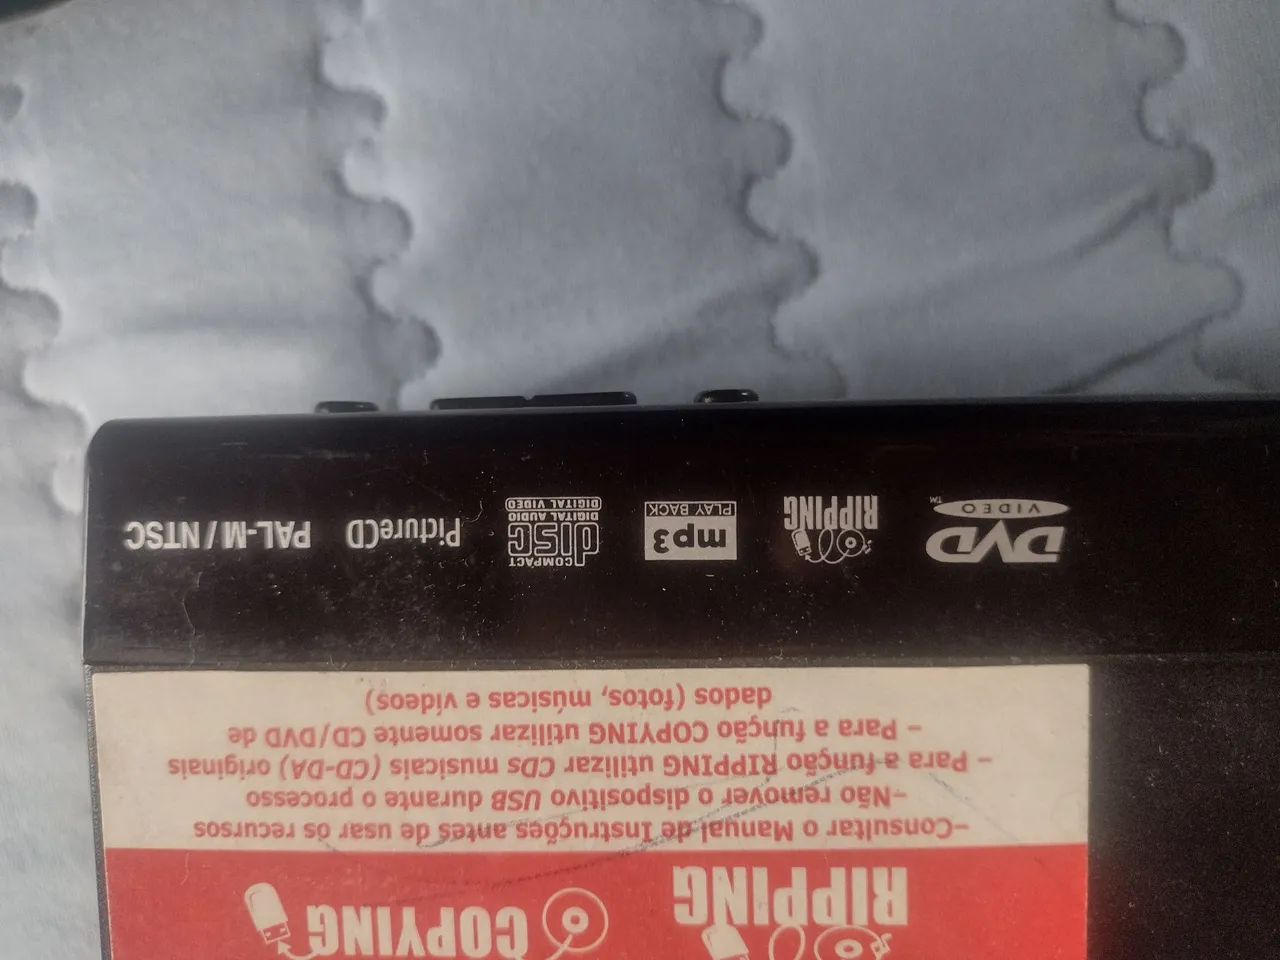 RIPPING
COPYING
–Consultar o Manual de Instruções antes de usar os recursos
–Não remover o dispositivo USB durante o processo
– Para a função RIPPING utilizar CDs musicais (CD-DA) originais
– Para a função COPYING utilizar somente CD/DVD de
dados (fotos, músicas e vídeos)
DVD
VIDEO
TM
RIPPING
mp3
PLAY BACK
COMPACT
disc
DIGITAL AUDIO
DIGITAL VIDEO
PictureCD
PAL-M / NTSC